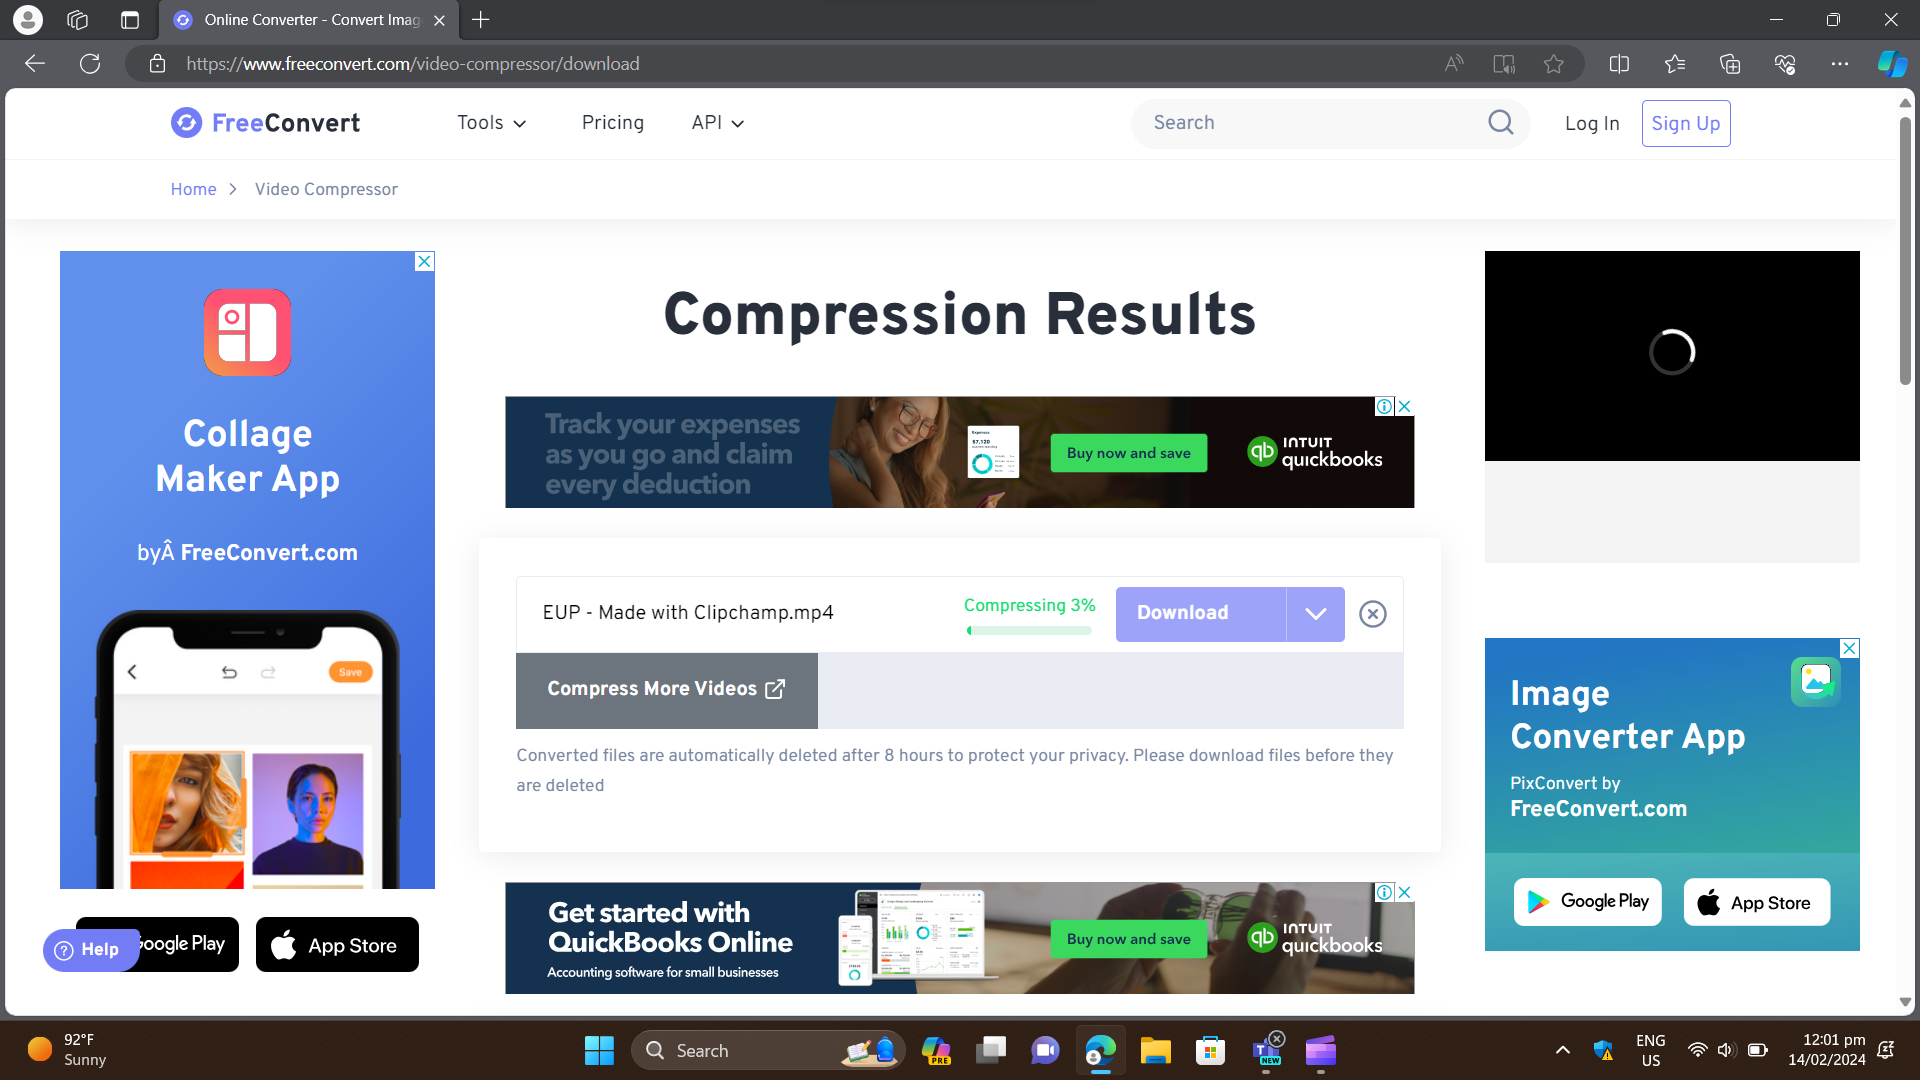 Online Converter - Convert Imag
https://www.freeconvert.com/video-compressor/download
FreeConvert
Tools
Pricing
API
Search
Log In
Sign Up
Home
Video Compressor
Collage
Maker App
byÂ FreeConvert.com
Save
Google Play
App Store
Help
Compression Results
Track your expenses
as you go and claim
every deduction
Expenses
$7,120
Buy now and save
INTUIT
quickbooks
EUP - Made with Clipchamp.mp4
Compressing 3%
Download
Compress More Videos
Converted files are automatically deleted after 8 hours to protect your privacy. Please download files before they
are deleted
Get started with
QuickBooks Online
Accounting software for small businesses
Buy now and save
INTUIT
quickbooks
Image
Converter App
PixConvert by
FreeConvert.com
Google Play
App Store
92°F
Sunny
Search
PRE
NEW
ENG
US
12:01 pm
14/02/2024